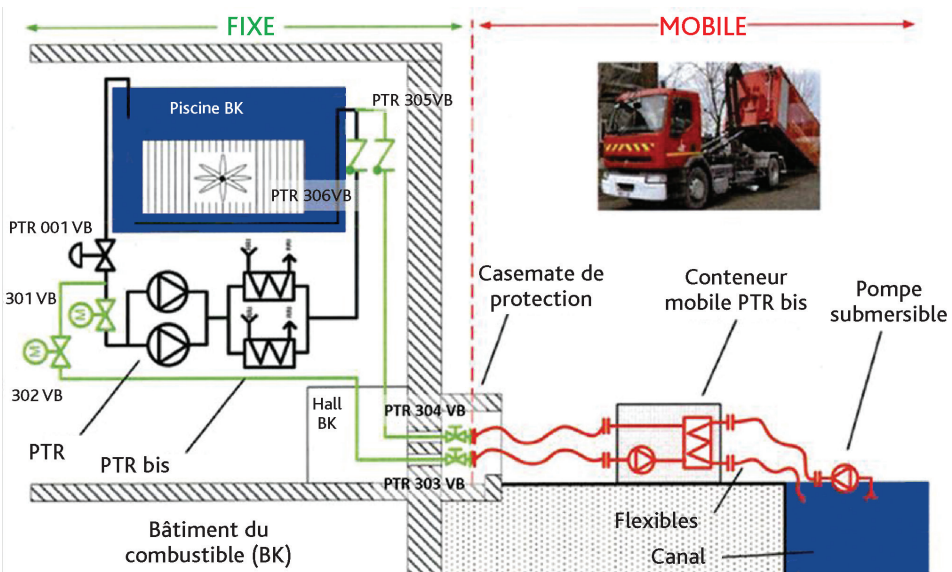 FIXE
MOBILE
Piscine BK
PTR 305VB
PTR 306VB
PTR 001 VB
301 VB
M
M
302 VB
PTR
PTR bis
Hall
BK
PTR 304 VB
PTR 303 VB
Casemate de
protection
Conteneur
mobile PTR bis
Pompe
submersible
Flexibles
Canal
Bâtiment du
combustible (BK)